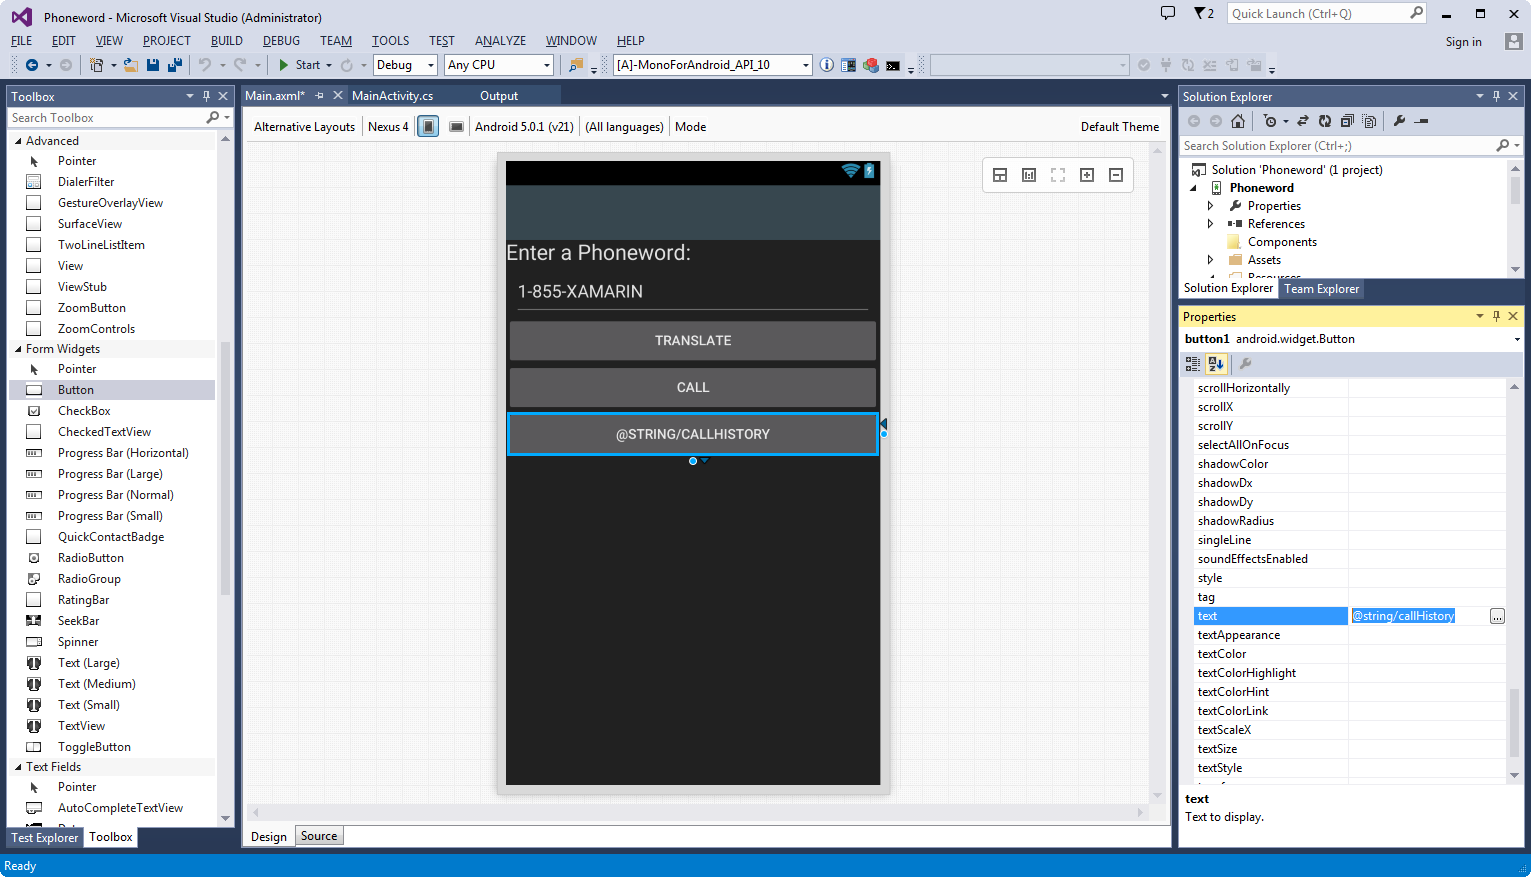 Phoneword - Microsoft Visual Studio (Administrator)
2
Quick Launch (Ctrl+Q)
FILE EDIT VIEW PROJECT BUILD DEBUG TEAM TOOLS TEST ANALYZE WINDOW HELP
Sign in
Start Debug Any CPU [A]-MonoForAndroid_API_10
Toolbox
Search Toolbox
Advanced
Pointer
DialerFilter
GestureOverlayView
SurfaceView
TwoLineListItem
View
ViewStub
ZoomButton
ZoomControls
Form Widgets
Pointer
Button
CheckBox
CheckedTextView
Progress Bar (Horizontal)
Progress Bar (Large)
Progress Bar (Normal)
Progress Bar (Small)
QuickContactBadge
RadioButton
RadioGroup
RatingBar
SeekBar
Spinner
Text (Large)
Text (Medium)
Text (Small)
TextView
ToggleButton
Text Fields
Pointer
AutoCompleteTextView
Test Explorer Toolbox
Main.axml* MainActivity.cs Output
Alternative Layouts Nexus 4 Android 5.0.1 (v21) (All languages) Mode Default Theme
Enter a Phoneword:
1-855-XAMARIN
TRANSLATE
CALL
@STRING/CALLHISTORY
Design Source
Solution Explorer
Search Solution Explorer (Ctrl+;)
Solution 'Phoneword' (1 project)
Phoneword
Properties
References
Components
Assets
Resources
Solution Explorer Team Explorer
Properties
button1 android.widget.Button
scrollHorizontally
scrollX
scrollY
selectAllOnFocus
shadowColor
shadowDx
shadowDy
shadowRadius
singleLine
soundEffectsEnabled
style
tag
text @string/callHistory ...
textAppearance
textColor
textColorHighlight
textColorHint
textColorLink
textScaleX
textSize
textStyle
text
Text to display.
Ready